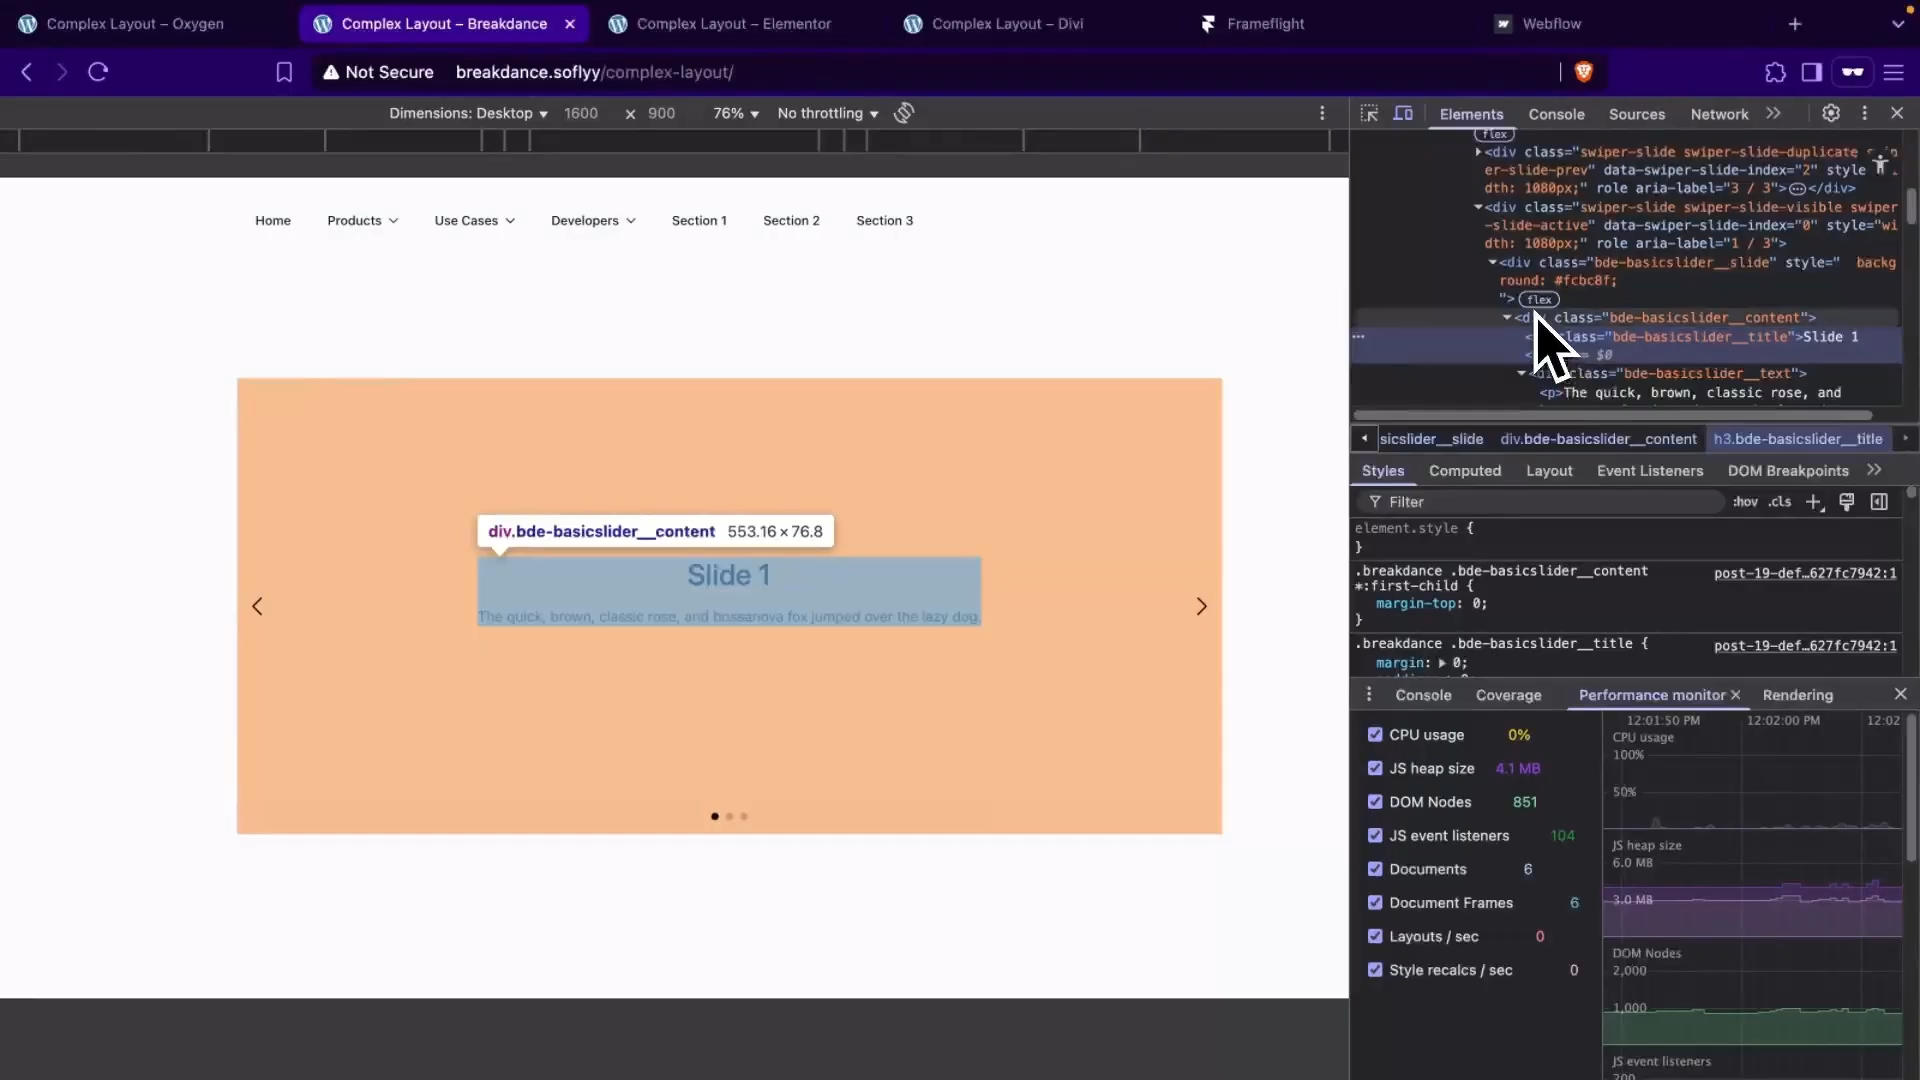 Complex Layout – Oxygen
Complex Layout – Breakdance
Complex Layout – Elementor
Complex Layout – Divi
Frameflight
Webflow
Not Secure
breakdance.soflyy/complex-layout/
Dimensions: Desktop 1600 x 900 76% No throttling
Elements Console Sources Network
flex
<div class="swiper-slide swiper-slide-duplicate
er-slide-prev" data-swiper-slide-index="2" style
dth: 1080px;" role aria-label="3 / 3"></div>
<div class="swiper-slide swiper-slide-visible swiper
-slide-active" data-swiper-slide-index="0" style="wi
dth: 1080px;" role aria-label="1 / 3">
<div class="bde-basicslider__slide" style=" backg
round: #fcbc8f;
"> flex
class="bde-basicslider__content">
class="bde-basicslider__title">Slide 1
== $0
class="bde-basicslider__text">
<p>The quick, brown, classic rose, and
sicslider__slide div.bde-basicslider__content h3.bde-basicslider__title
Styles Computed Layout Event Listeners DOM Breakpoints
Filter :hov .cls
element.style {
}
.breakdance .bde-basicslider__content post-19-def…627fc7942:1
*:first-child {
margin-top: 0;
}
.breakdance .bde-basicslider__title { post-19-def…627fc7942:1
margin: 0;
Console Coverage Performance monitor Rendering
CPU usage 0%
JS heap size 4.1 MB
DOM Nodes 851
JS event listeners 104
Documents 6
Document Frames 6
Layouts / sec 0
Style recalcs / sec 0
12:01:50 PM 12:02:00 PM 12:02
CPU usage
100%
50%
JS heap size
6.0 MB
3.0 MB
DOM Nodes
2,000
1,000
JS event listeners
200
Home Products Use Cases Developers Section 1 Section 2 Section 3
div.bde-basicslider__content 553.16 × 76.8
Slide 1
The quick, brown, classic rose, and bossanova fox jumped over the lazy dog.